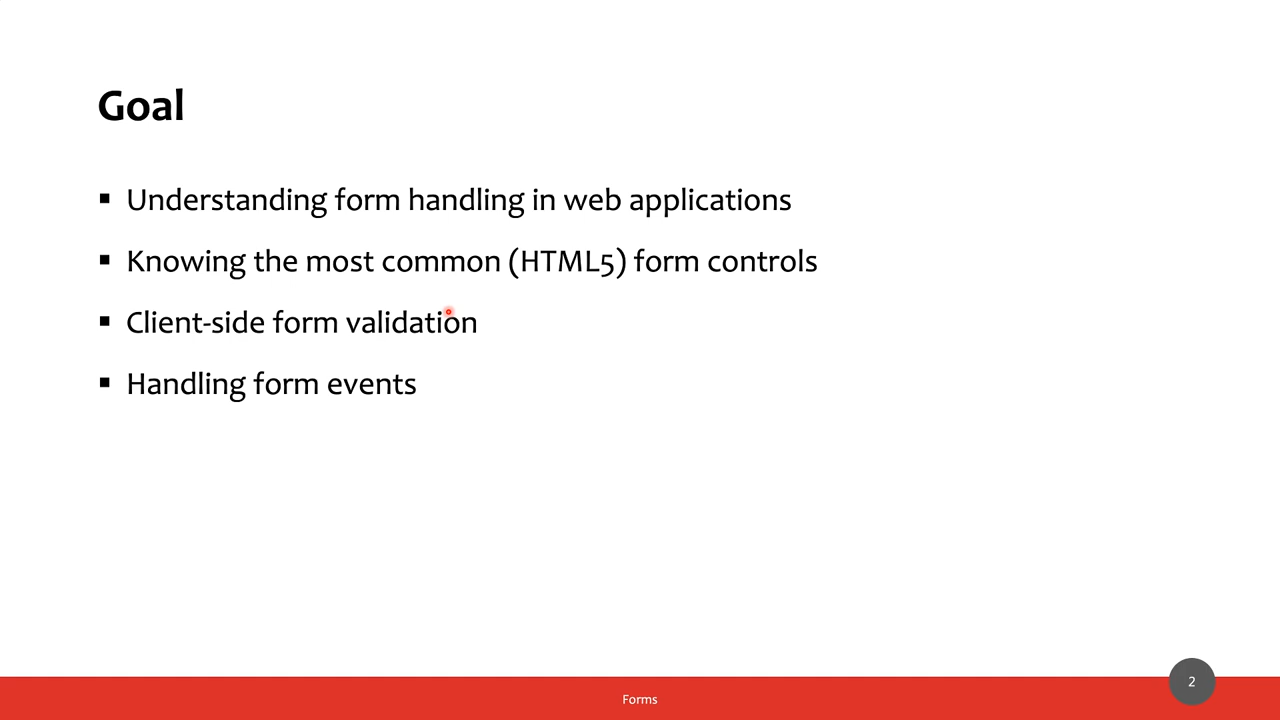 Goal
▪ Understanding form handling in web applications
▪ Knowing the most common (HTML5) form controls
▪ Client-side form validation
▪ Handling form events
2
Forms